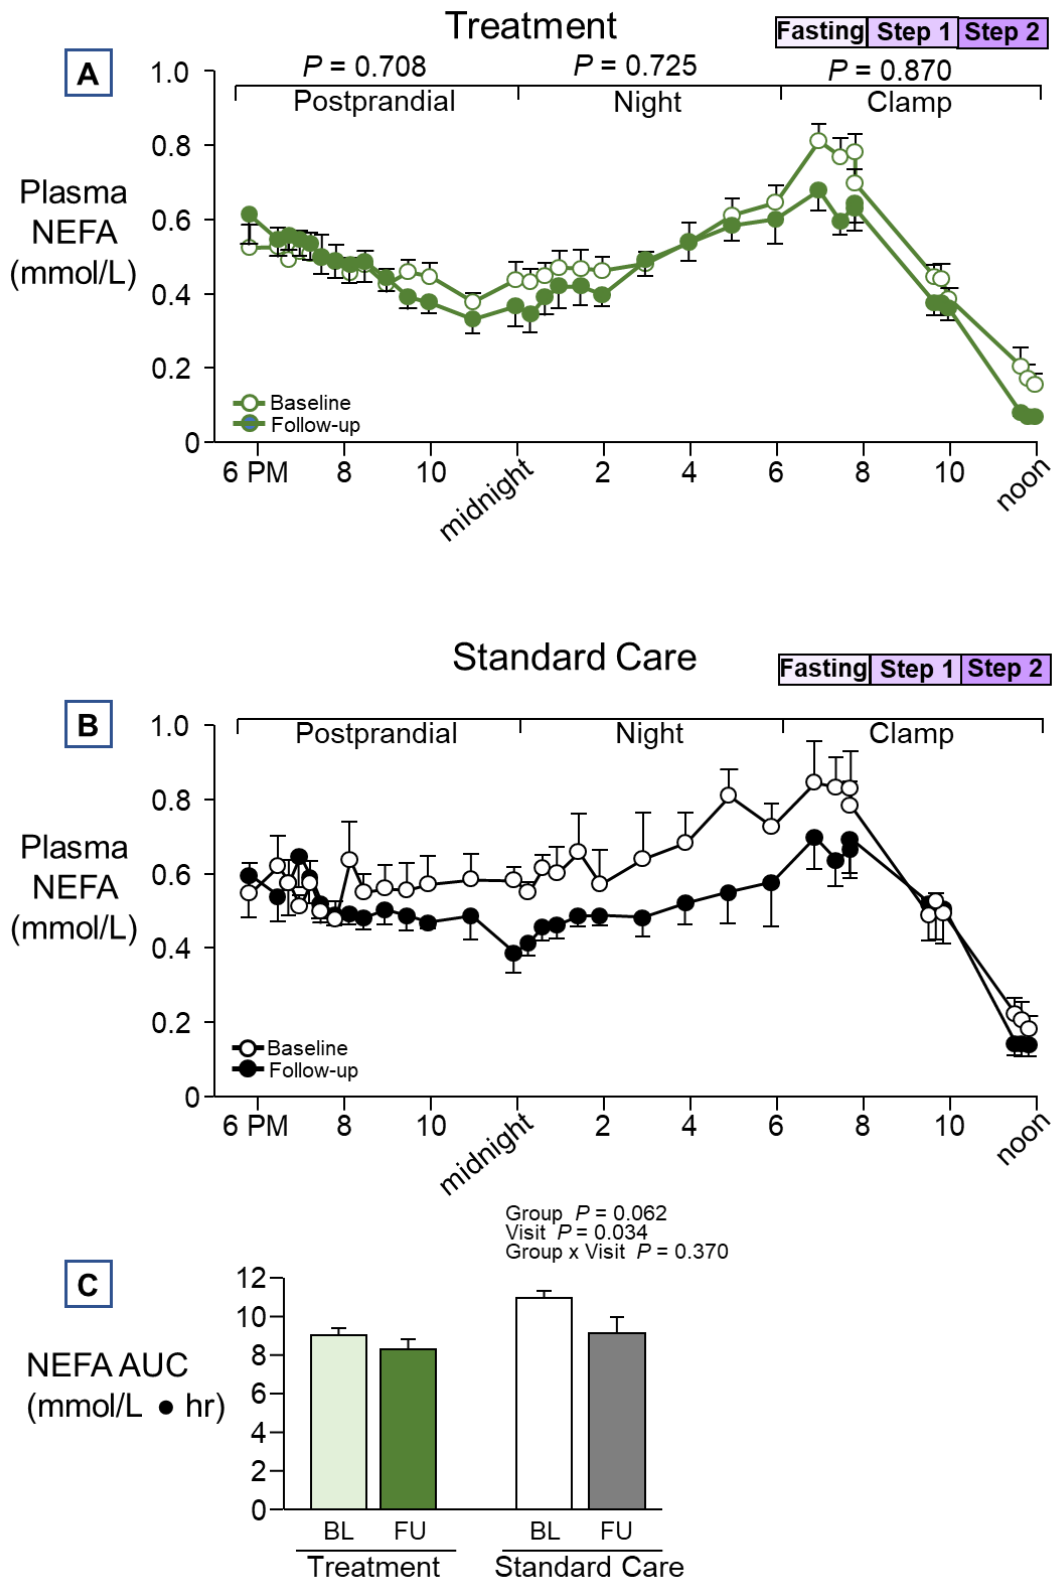 Treatment
Fasting Step 1 Step 2
A
P = 0.708 P = 0.725 P = 0.870
Postprandial Night Clamp
1.0
0.8
0.6
0.4
0.2
0
Plasma
NEFA
(mmol/L)
Baseline
Follow-up
6 PM 8 10 midnight 2 4 6 8 10 noon
Standard Care
Fasting Step 1 Step 2
B
Postprandial Night Clamp
1.0
0.8
0.6
0.4
0.2
0
Plasma
NEFA
(mmol/L)
Baseline
Follow-up
6 PM 8 10 midnight 2 4 6 8 10 noon
Group P = 0.062
Visit P = 0.034
Group x Visit P = 0.370
C
12
10
8
6
4
2
0
NEFA AUC
(mmol/L • hr)
BL FU BL FU
Treatment Standard Care